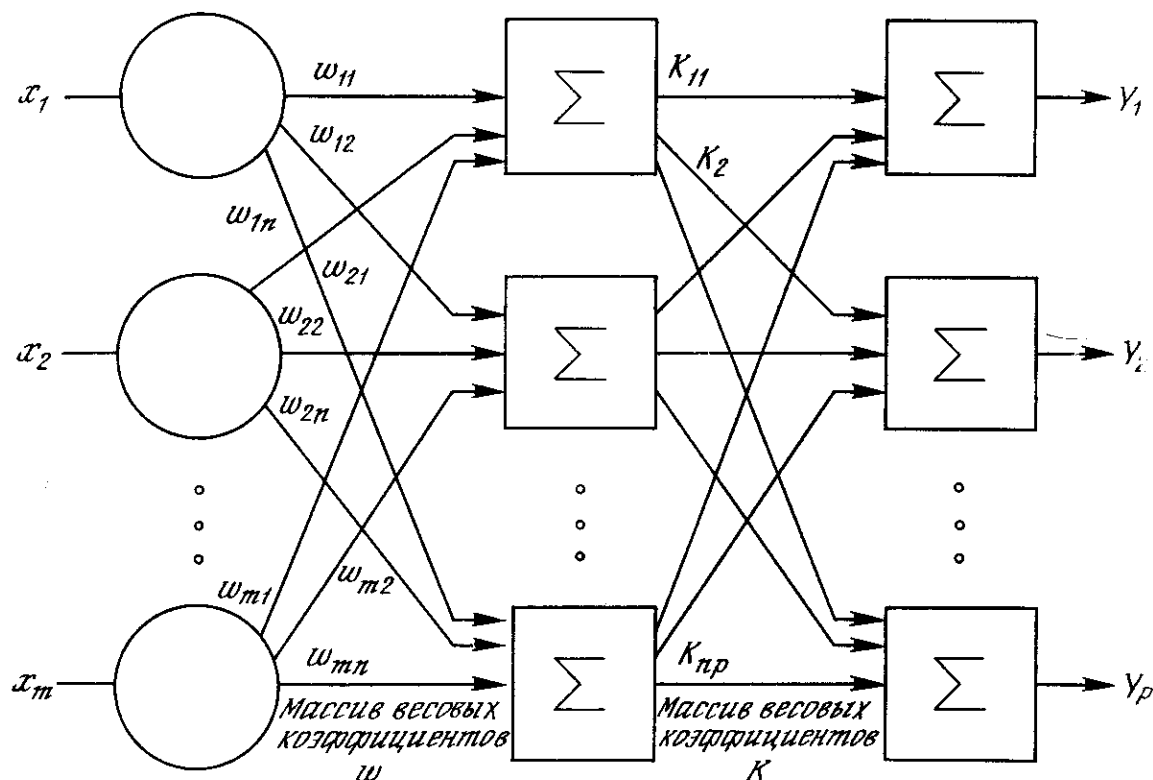 x₁
w₁₁
Σ
K₁₁
Σ
Y₁
w₁₂
K₂
w₁ₙ
w₂₁
x₂
w₂₂
Σ
Σ
Y₂
w₂ₙ
wₘ₁
wₘ₂
xₘ
wₘₙ
Σ
Kₙₚ
Σ
Yₚ
Массив весовых
коэффициентов
w
Массив весовых
коэффициентов
K